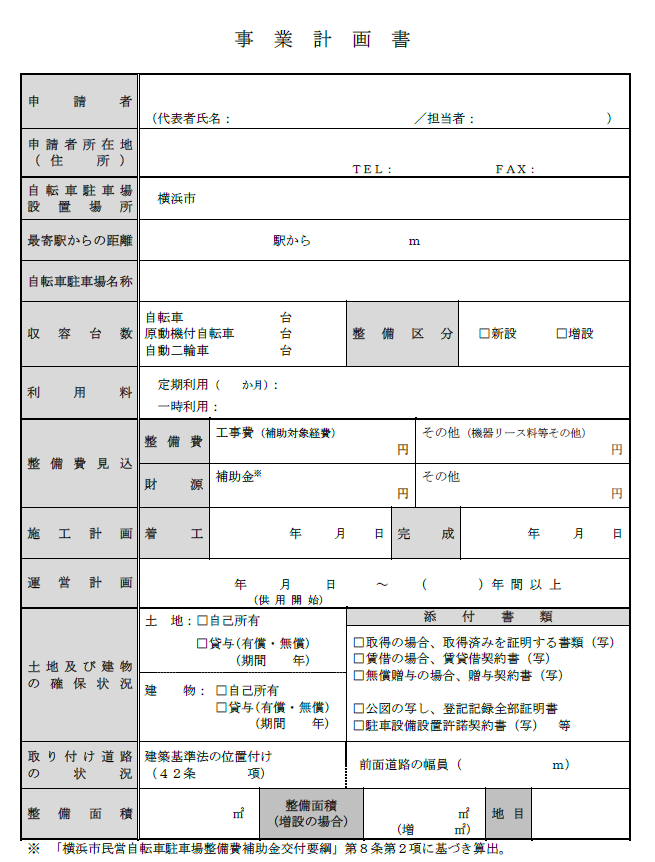 事業計画書
申請者
（代表者氏名： ／担当者： ）
申請者所在地
（住所）
TEL： FAX：
自転車駐車場
設置場所
横浜市
最寄駅からの距離
駅から m
自転車駐車場名称
収容台数
自転車 台
原動機付自転車 台
自動二輪車 台
整備区分
□新設 □増設
利用料
定期利用（ か月）：
一時利用：
整備費見込
整備費
工事費（補助対象経費）
円
その他（機器リース料等その他）
円
財源
補助金※
円
その他
円
施工計画
着工
年 月 日
完成
年 月 日
運営計画
年 月 日 ～ （ ）年間以上
（供用開始）
土地及び建物
の確保状況
土地：□自己所有
□貸与（有償・無償）
（期間 年）
建物：□自己所有
□貸与（有償・無償）
（期間 年）
添付書類
□取得の場合、取得済みを証明する書類（写）
□賃借の場合、賃貸借契約書（写）
□無償贈与の場合、贈与契約書（写）
□公図の写し、登記記録全部証明書
□駐車設備設置許諾契約書（写） 等
取り付け道路
の状況
建築基準法の位置付け
（４２条 項）
前面道路の幅員（ m）
整備面積
㎡
整備面積
（増設の場合）
㎡
（増 ㎡）
地目
※ 「横浜市民営自転車駐車場整備費補助金交付要綱」第８条第２項に基づき算出。